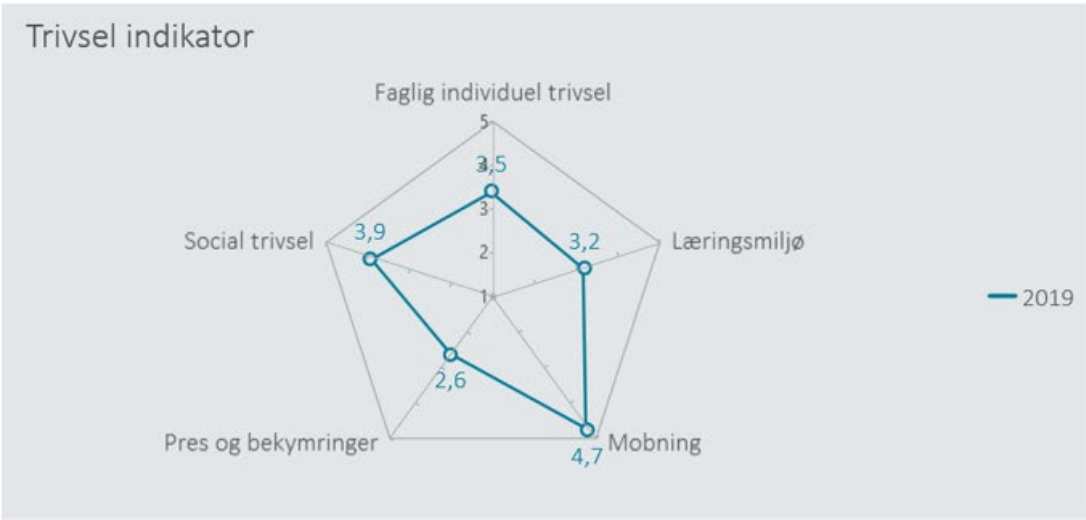 Trivsel indikator
Faglig individuel trivsel
5
4
3,5
3
3,9
Social trivsel
3,2
Læringsmiljø
2
1
2019
2,6
Pres og bekymringer
Mobning
4,7